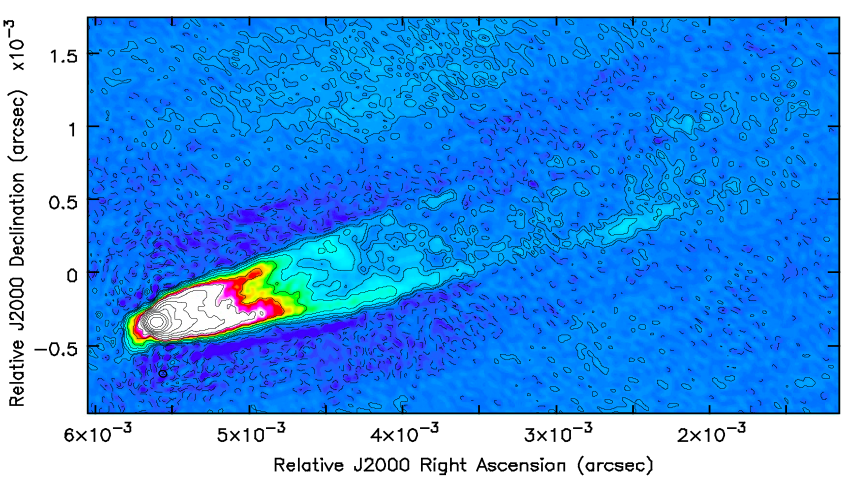 x10⁻³
1.5
1
0.5
0
−0.5
Relative J2000 Declination (arcsec)
6×10⁻³ 5×10⁻³ 4×10⁻³ 3×10⁻³ 2×10⁻³
Relative J2000 Right Ascension (arcsec)